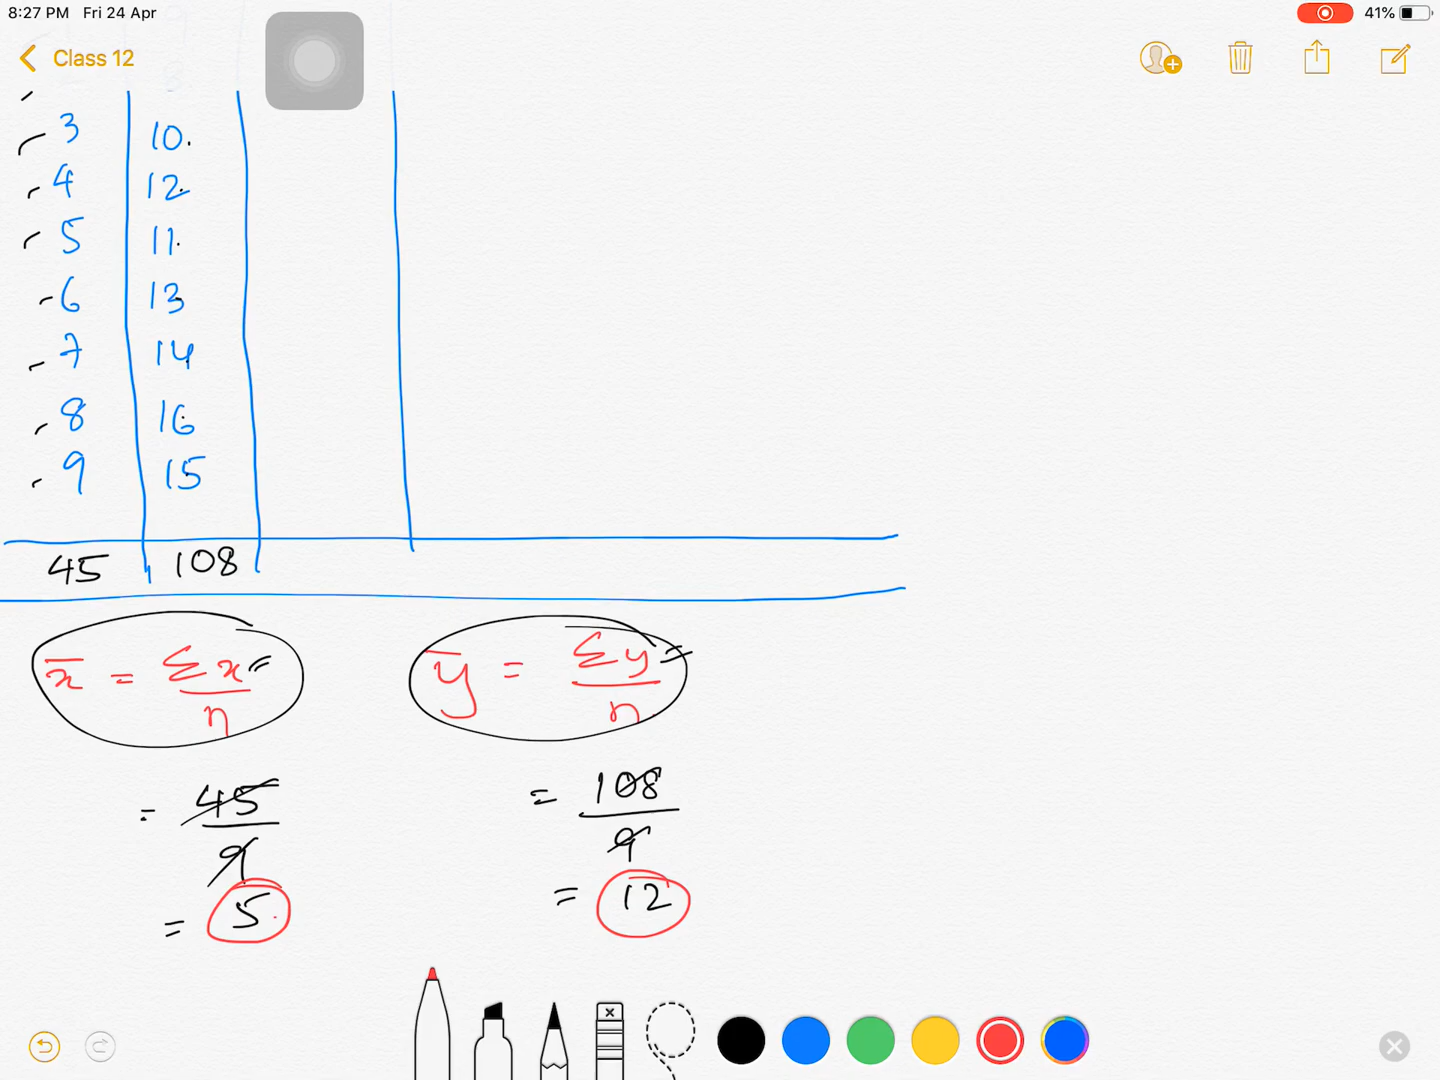 8:27 PM Fri 24 Apr 41%
Class 12
3 10.
4 12.
5 11.
6 13
7 14
8 16
9 15
45 108
x̄ = Σx / n
ȳ = Σy / n
= 45 / 9
= 108 / 9
= 5
= 12